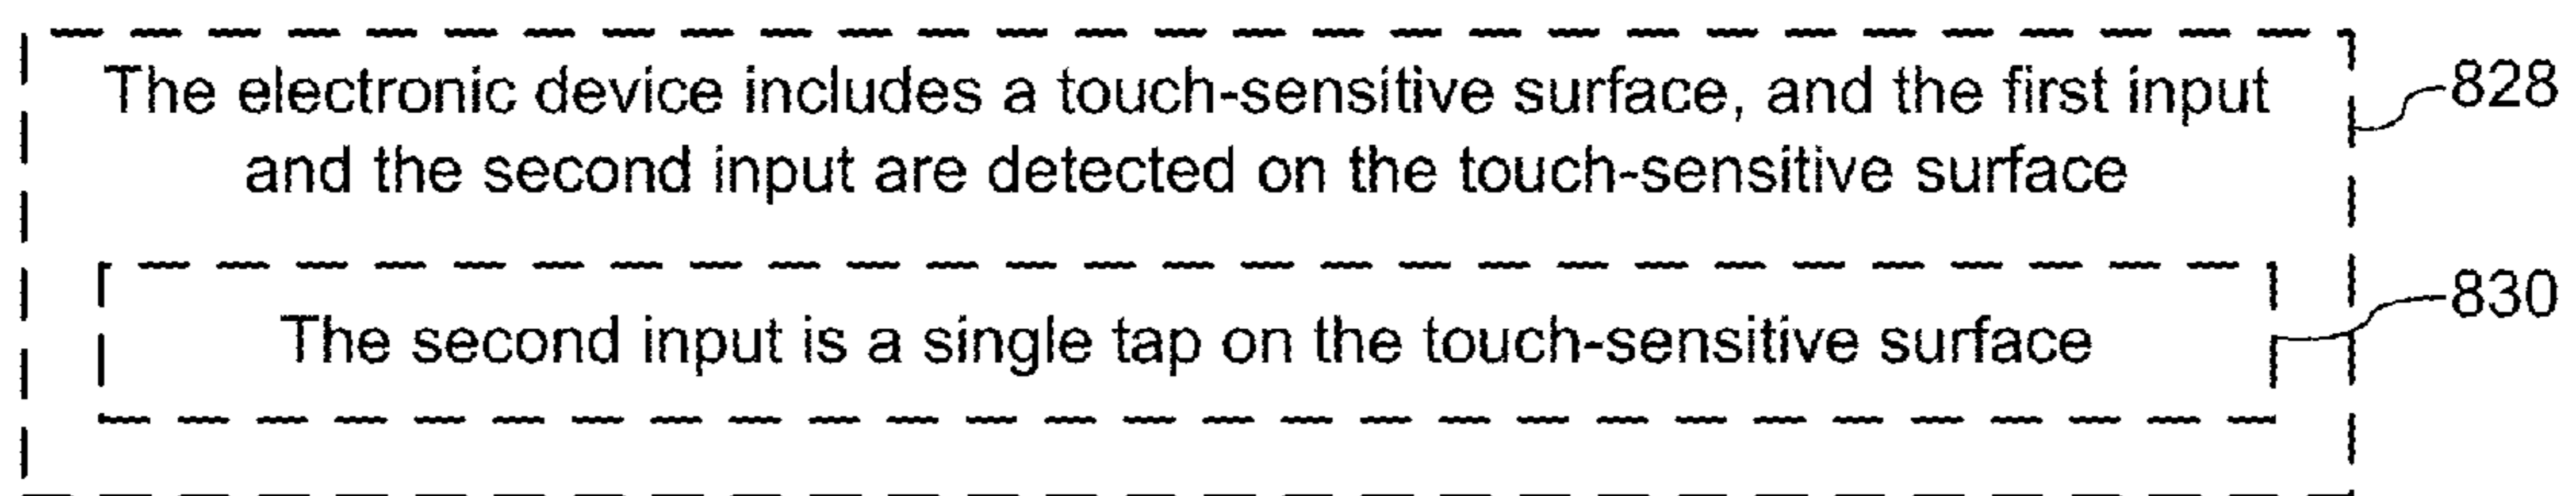 The electronic device includes a touch-sensitive surface, and the first input
828
and the second input are detected on the touch-sensitive surface
830
The second input is a single tap on the touch-sensitive surface